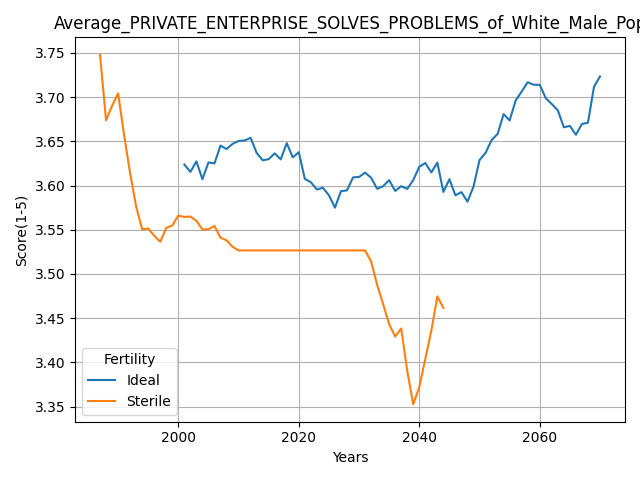 Average_PRIVATE_ENTERPRISE_SOLVES_PROBLEMS_of_White_Male_Pop
3.75
3.70
3.65
3.60
3.55
3.50
3.45
3.40
3.35
Score(1-5)
Fertility
Ideal
Sterile
2000
2020
2040
2060
Years